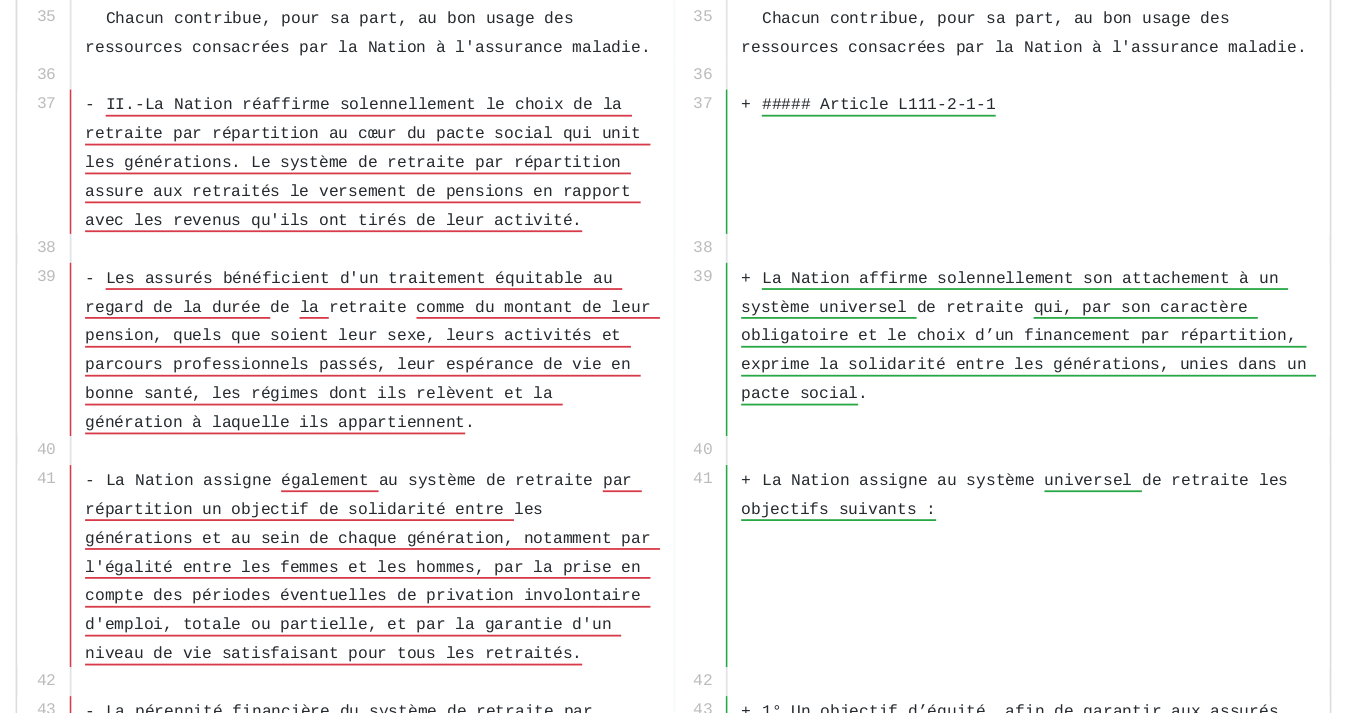 35 Chacun contribue, pour sa part, au bon usage des
ressources consacrées par la Nation à l'assurance maladie.
36
37 - II.-La Nation réaffirme solennellement le choix de la
retraite par répartition au cœur du pacte social qui unit
les générations. Le système de retraite par répartition
assure aux retraités le versement de pensions en rapport
avec les revenus qu'ils ont tirés de leur activité.
38
39 - Les assurés bénéficient d'un traitement équitable au
regard de la durée de la retraite comme du montant de leur
pension, quels que soient leur sexe, leurs activités et
parcours professionnels passés, leur espérance de vie en
bonne santé, les régimes dont ils relèvent et la
génération à laquelle ils appartiennent.
40
41 - La Nation assigne également au système de retraite par
répartition un objectif de solidarité entre les
générations et au sein de chaque génération, notamment par
l'égalité entre les femmes et les hommes, par la prise en
compte des périodes éventuelles de privation involontaire
d'emploi, totale ou partielle, et par la garantie d'un
niveau de vie satisfaisant pour tous les retraités.
42
43 - La pérennité financière du système de retraite par
35 Chacun contribue, pour sa part, au bon usage des
ressources consacrées par la Nation à l'assurance maladie.
36
37 + ##### Article L111-2-1-1
38
39 + La Nation affirme solennellement son attachement à un
système universel de retraite qui, par son caractère
obligatoire et le choix d’un financement par répartition,
exprime la solidarité entre les générations, unies dans un
pacte social.
40
41 + La Nation assigne au système universel de retraite les
objectifs suivants :
42
43 + 1° Un objectif d’équité, afin de garantir aux assurés